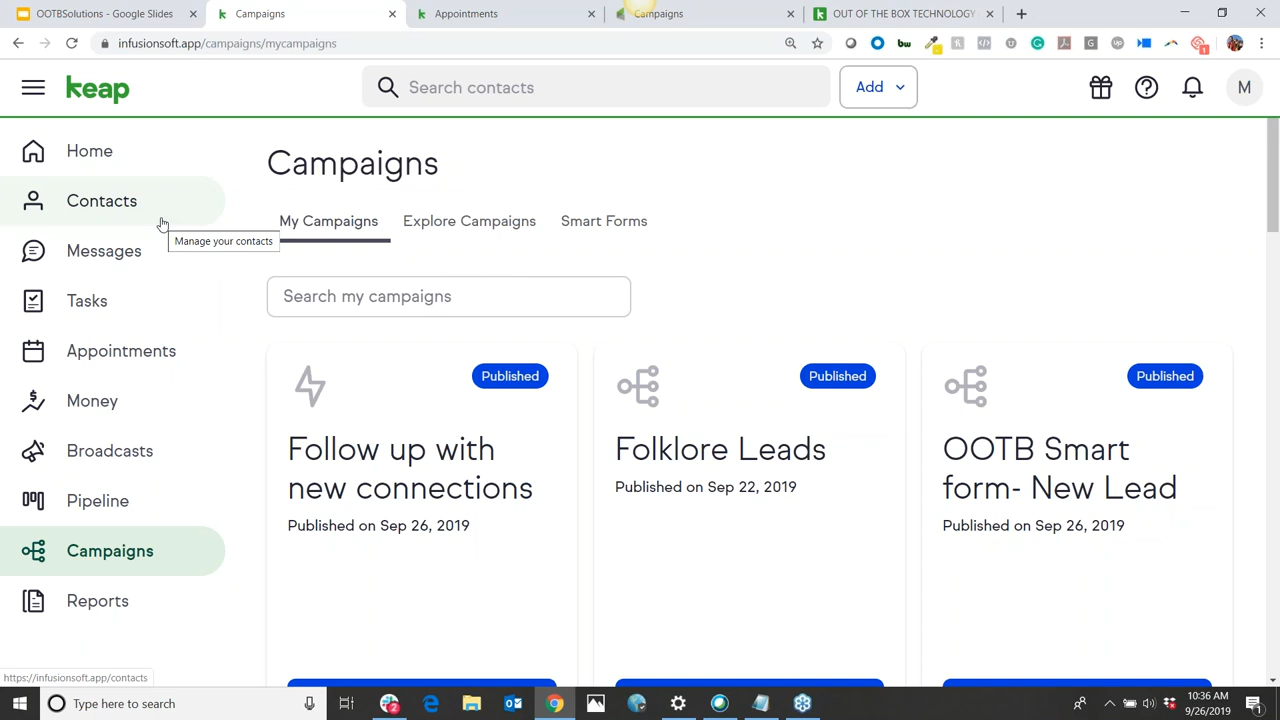 OOTBSolutions - Google Slides
Campaigns
Appointments
Campaigns
OUT OF THE BOX TECHNOLOGY
infusionsoft.app/campaigns/mycampaigns
keap
Search contacts
Add
M
Home
Contacts
Manage your contacts
Messages
Tasks
Appointments
Money
Broadcasts
Pipeline
Campaigns
Reports
Campaigns
My Campaigns
Explore Campaigns
Smart Forms
Search my campaigns
Published
Follow up with
new connections
Published on Sep 26, 2019
Published
Folklore Leads
Published on Sep 22, 2019
Published
OOTB Smart
form- New Lead
Published on Sep 26, 2019
https://infusionsoft.app/contacts
Type here to search
10:36 AM
9/26/2019